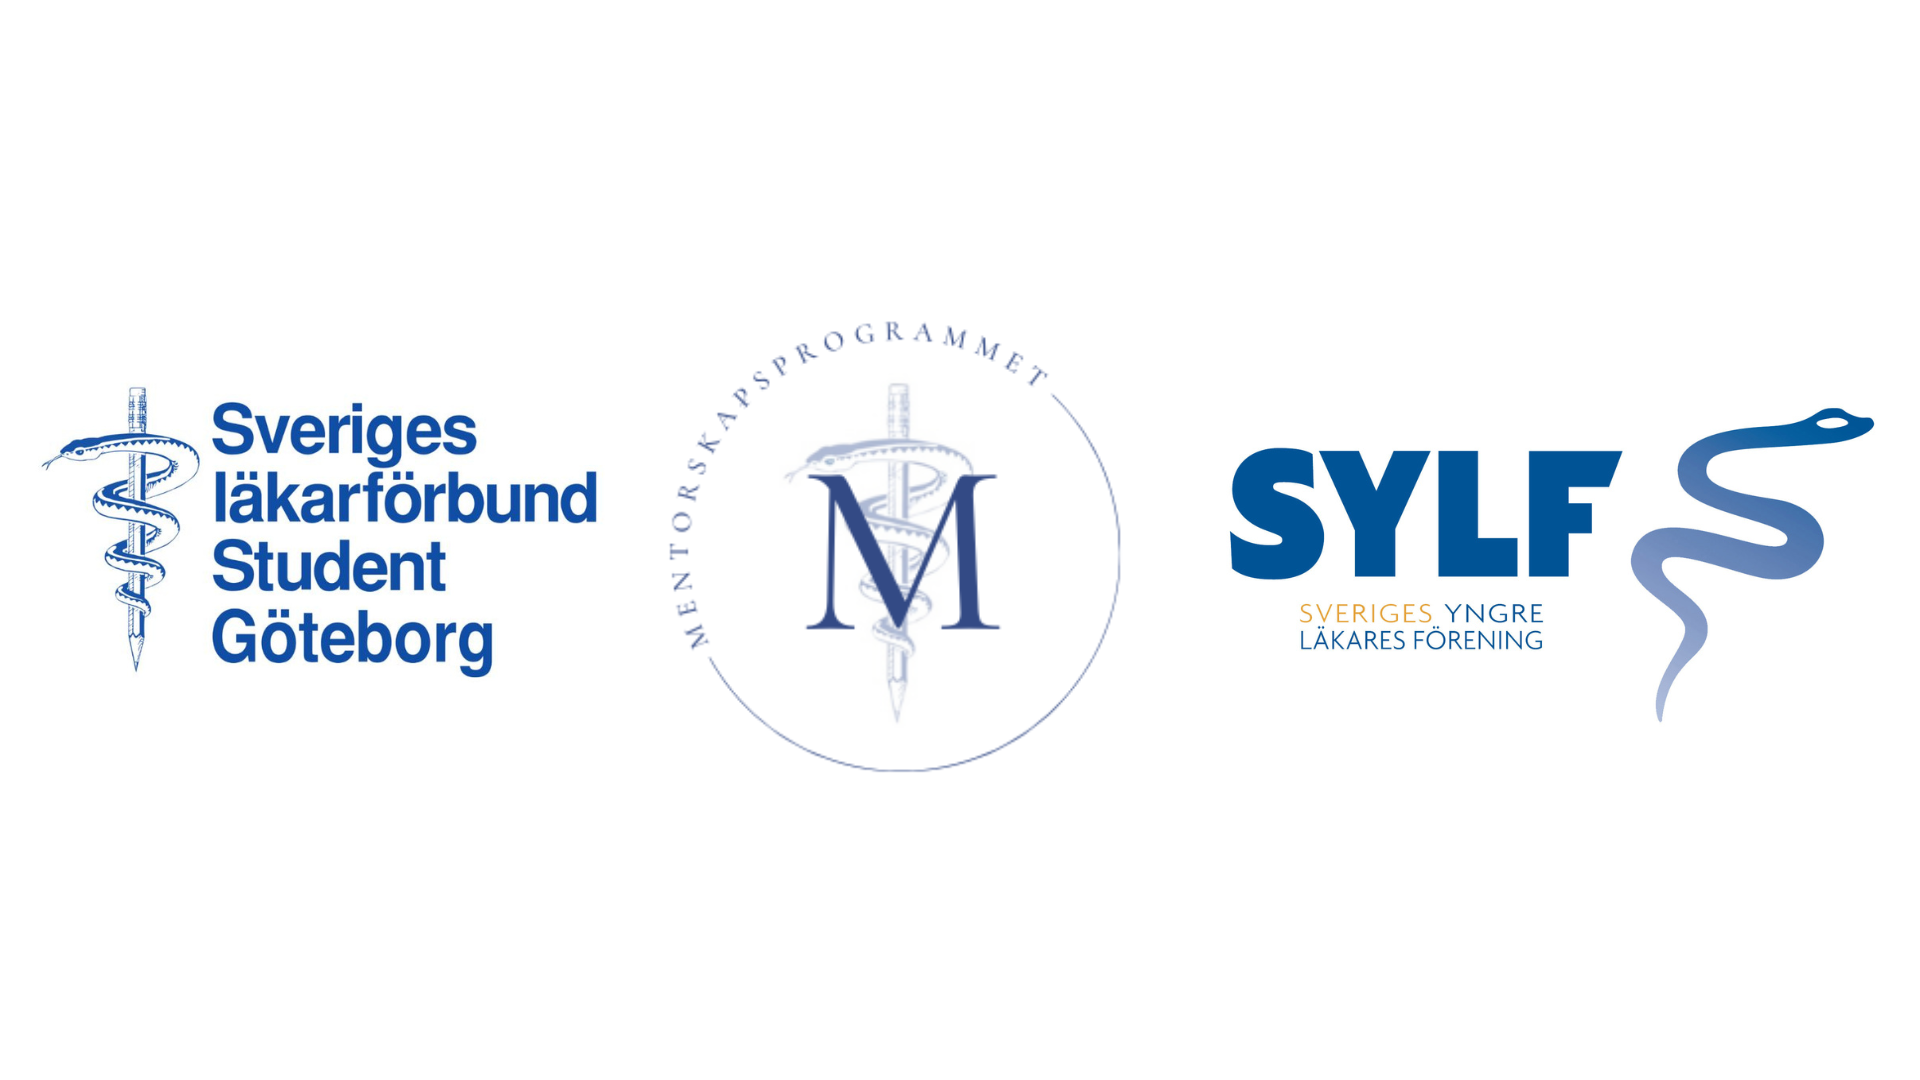 Sveriges
läkarförbund
Student
Göteborg
MENTORSKAPSPROGRAMMET
M
SYLF
SVERIGES YNGRE
LÄKARES FÖRENING